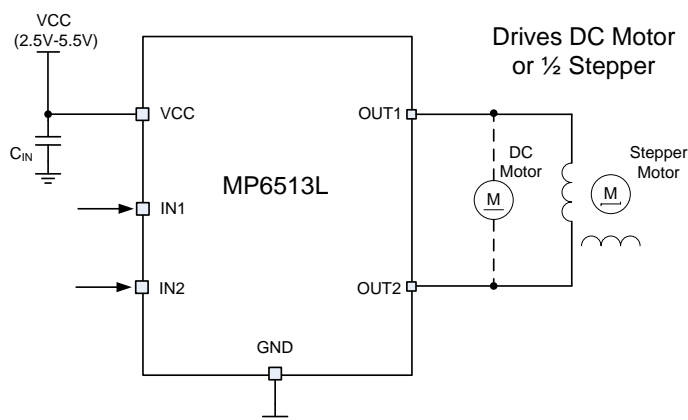 VCC
(2.5V-5.5V)
Drives DC Motor
or ½ Stepper
VCC
OUT1
CIN
DC
Motor
Stepper
Motor
MP6513L
M
M
IN1
IN2
OUT2
GND